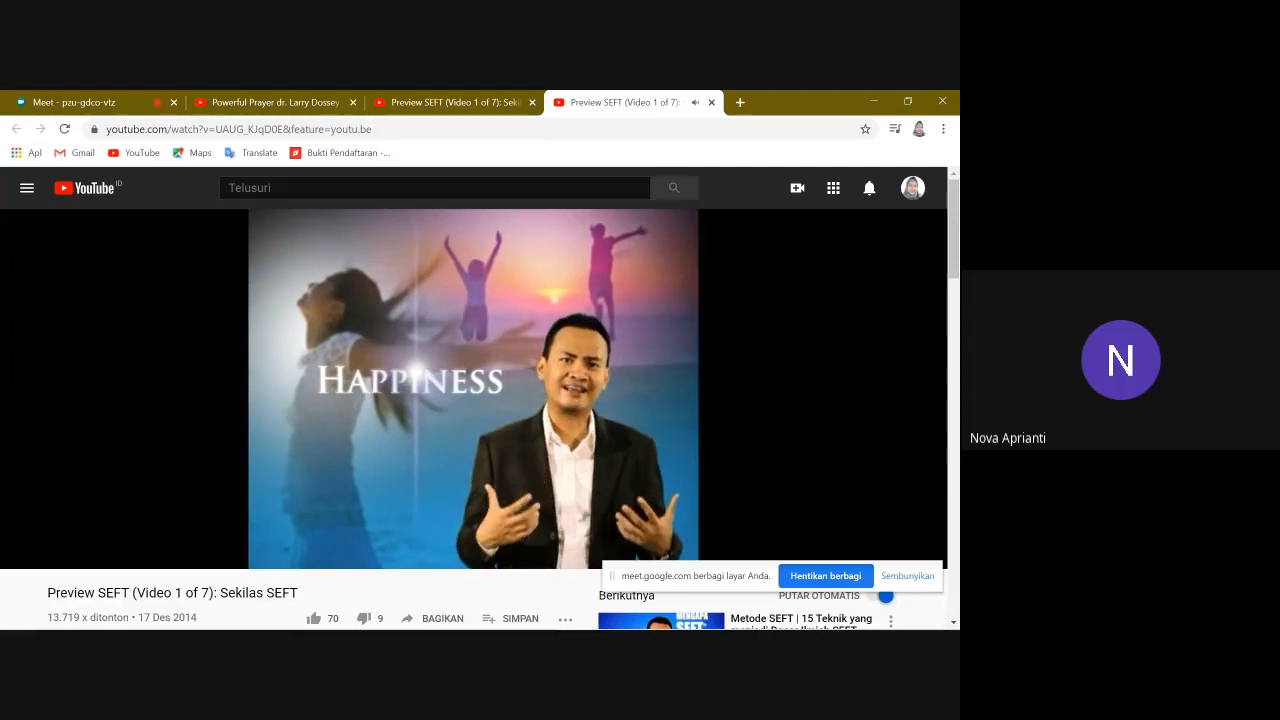 Meet - pzu-gdco-vtz
Powerful Prayer dr. Larry Dossey
Preview SEFT (Video 1 of 7): Seki
Preview SEFT (Video 1 of 7):
youtube.com/watch?v=UAUG_KJqD0E&feature=youtu.be
Apl Gmail YouTube Maps Translate Bukti Pendaftaran -...
YouTube ID
Telusuri
HAPPINESS
N
Nova Aprianti
meet.google.com berbagi layar Anda. Hentikan berbagi Sembunyikan
Preview SEFT (Video 1 of 7): Sekilas SEFT
13.719 x ditonton • 17 Des 2014
70 9 BAGIKAN SIMPAN
Berikutnya PUTAR OTOMATIS
Metode SEFT | 15 Teknik yang